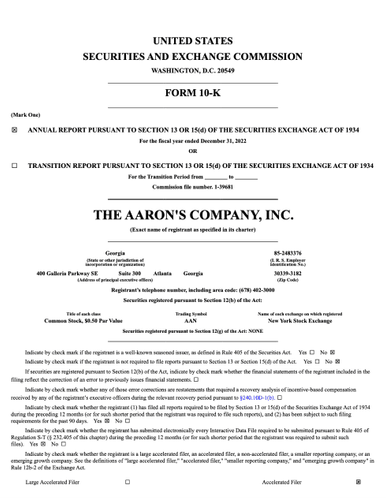 UNITED STATES
SECURITIES AND EXCHANGE COMMISSION
WASHINGTON, D.C. 20549
FORM 10-K
(Mark One)
☒ ANNUAL REPORT PURSUANT TO SECTION 13 OR 15(d) OF THE SECURITIES EXCHANGE ACT OF 1934
For the fiscal year ended December 31, 2022
OR
☐ TRANSITION REPORT PURSUANT TO SECTION 13 OR 15(d) OF THE SECURITIES EXCHANGE ACT OF 1934
For the Transition Period from ________ to ________
Commission file number. 1-39681
THE AARON'S COMPANY, INC.
(Exact name of registrant as specified in its charter)
Georgia 85-2483376
(State or other jurisdiction of (I. R. S. Employer
incorporation or organization) Identification No.)
400 Galleria Parkway SE Suite 300 Atlanta Georgia 30339-3182
(Address of principal executive offices) (Zip Code)
Registrant's telephone number, including area code: (678) 402-3000
Securities registered pursuant to Section 12(b) of the Act:
Title of each class Trading Symbol Name of each exchange on which registered
Common Stock, $0.50 Par Value AAN New York Stock Exchange
Securities registered pursuant to Section 12(g) of the Act: NONE
Indicate by check mark if the registrant is a well-known seasoned issuer, as defined in Rule 405 of the Securities Act. Yes ☐ No ☒
Indicate by check mark if the registrant is not required to file reports pursuant to Section 13 or Section 15(d) of the Act. Yes ☐ No ☒
If securities are registered pursuant to Section 12(b) of the Act, indicate by check mark whether the financial statements of the registrant included in the
filing reflect the correction of an error to previously issues financial statements. ☐
Indicate by check mark whether any of those error corrections are restatements that required a recovery analysis of incentive-based compensation
received by any of the registrant's executive officers during the relevant recovery period pursuant to §240.10D-1(b). ☐
Indicate by check mark whether the registrant (1) has filed all reports required to be filed by Section 13 or 15(d) of the Securities Exchange Act of 1934
during the preceding 12 months (or for such shorter period that the registrant was required to file such reports), and (2) has been subject to such filing
requirements for the past 90 days. Yes ☒ No ☐
Indicate by check mark whether the registrant has submitted electronically every Interactive Data File required to be submitted pursuant to Rule 405 of
Regulation S-T (§ 232.405 of this chapter) during the preceding 12 months (or for such shorter period that the registrant was required to submit such
files). Yes ☒ No ☐
Indicate by check mark whether the registrant is a large accelerated filer, an accelerated filer, a non-accelerated filer, a smaller reporting company, or an
emerging growth company. See the definitions of "large accelerated filer," "accelerated filer," "smaller reporting company," and "emerging growth company" in
Rule 12b-2 of the Exchange Act.
Large Accelerated Filer ☐ Accelerated Filer ☒